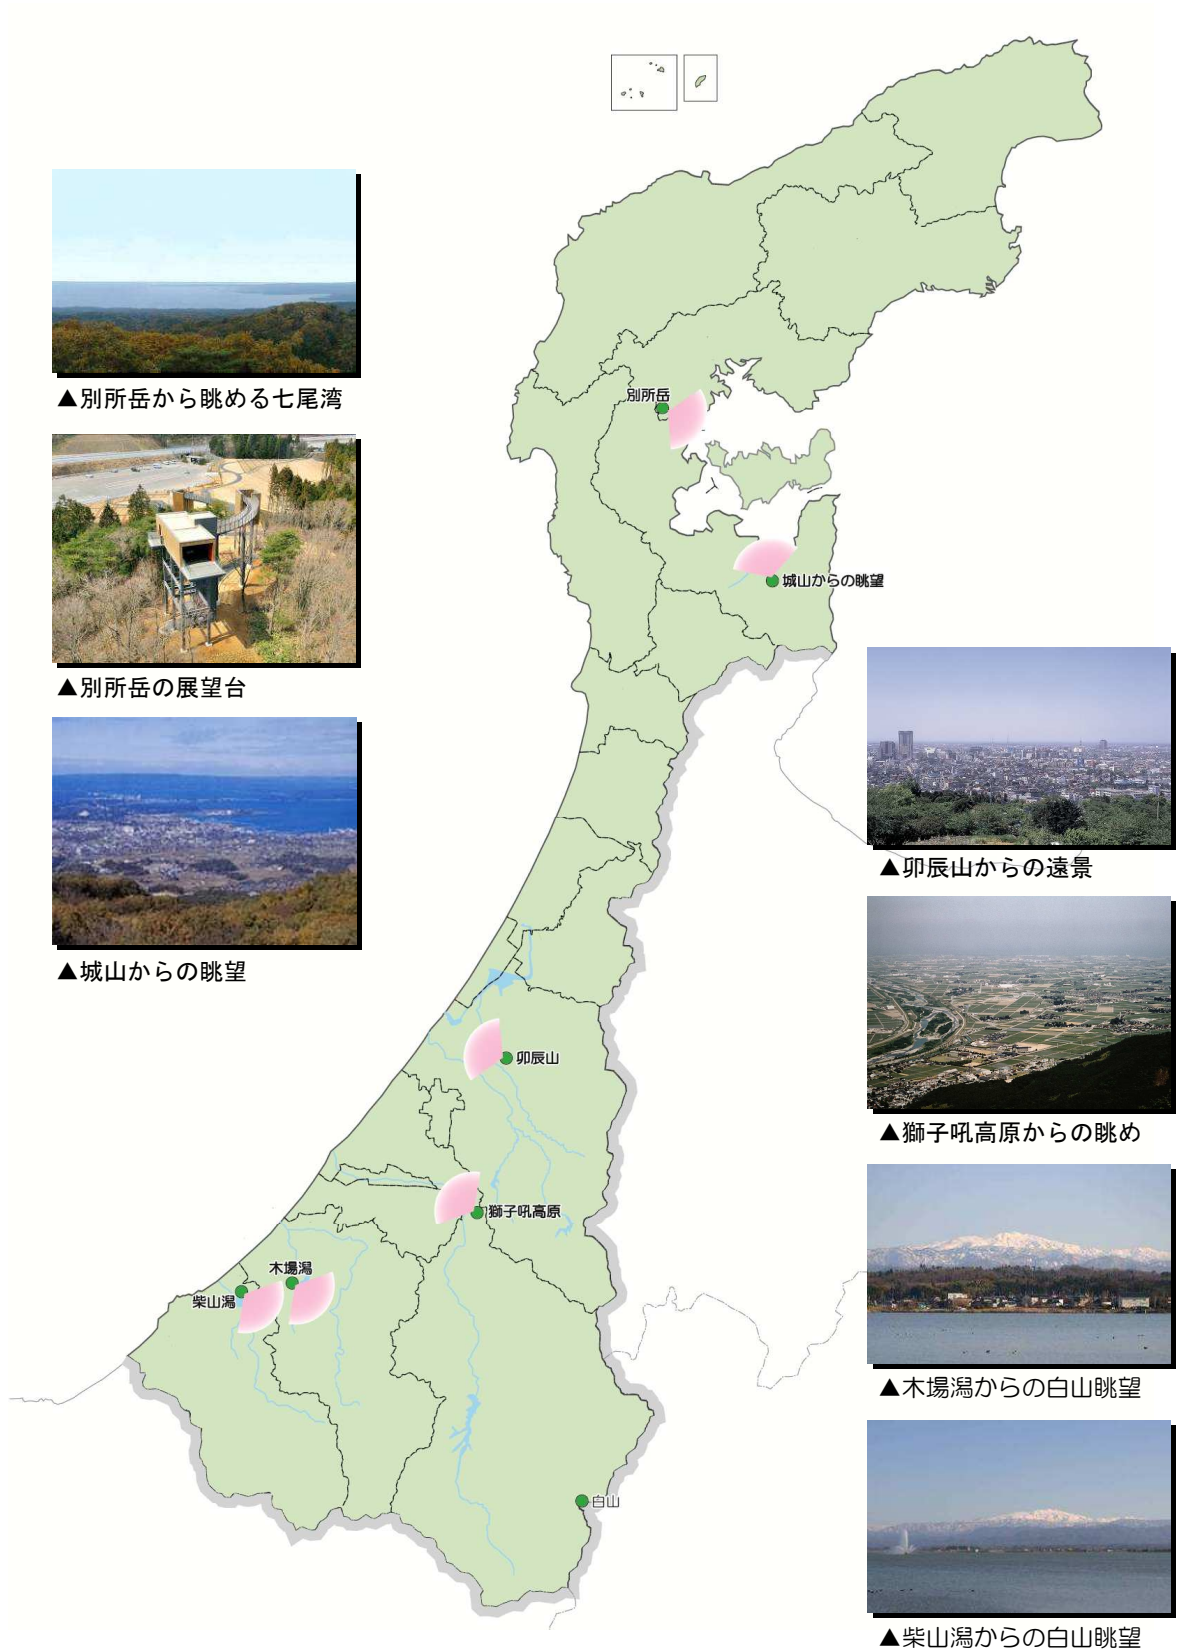 ▲別所岳から眺める七尾湾
▲別所岳の展望台
▲城山からの眺望
別所岳
城山からの眺望
卯辰山
獅子吼高原
木場潟
柴山潟
白山
▲卯辰山からの遠景
▲獅子吼高原からの眺め
▲木場潟からの白山眺望
▲柴山潟からの白山眺望